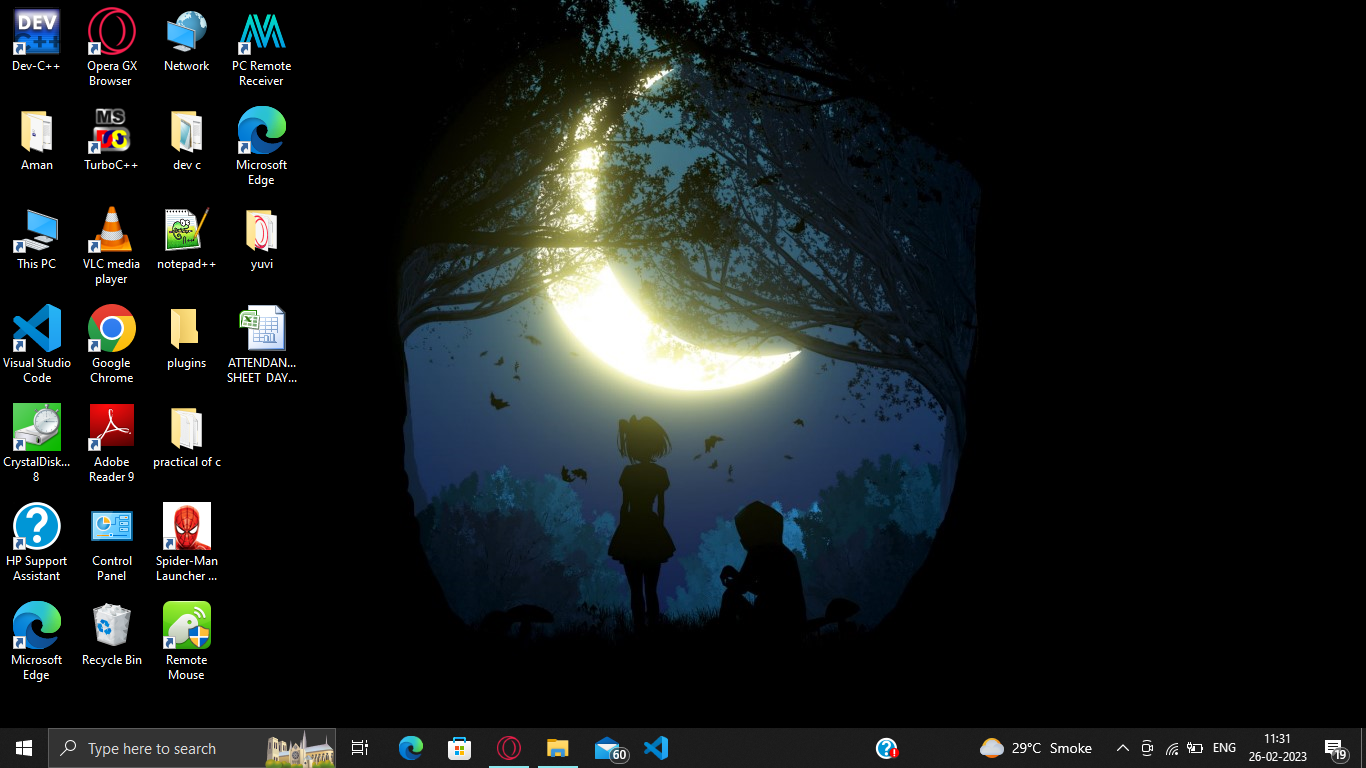 DEV
C++
Dev-C++
Opera GX
Browser
Network
PC Remote
Receiver
Aman
MS
TurboC++
dev c
Microsoft
Edge
This PC
VLC media
player
notepad++
yuvi
Visual Studio
Code
Google
Chrome
plugins
ATTENDAN...
SHEET DAY...
CrystalDisk...
8
Adobe
Reader 9
practical of c
HP Support
Assistant
Control
Panel
Spider-Man
Launcher ...
Microsoft
Edge
Recycle Bin
Remote
Mouse
Type here to search
60
29°C Smoke
ENG
11:31
26-02-2023
19